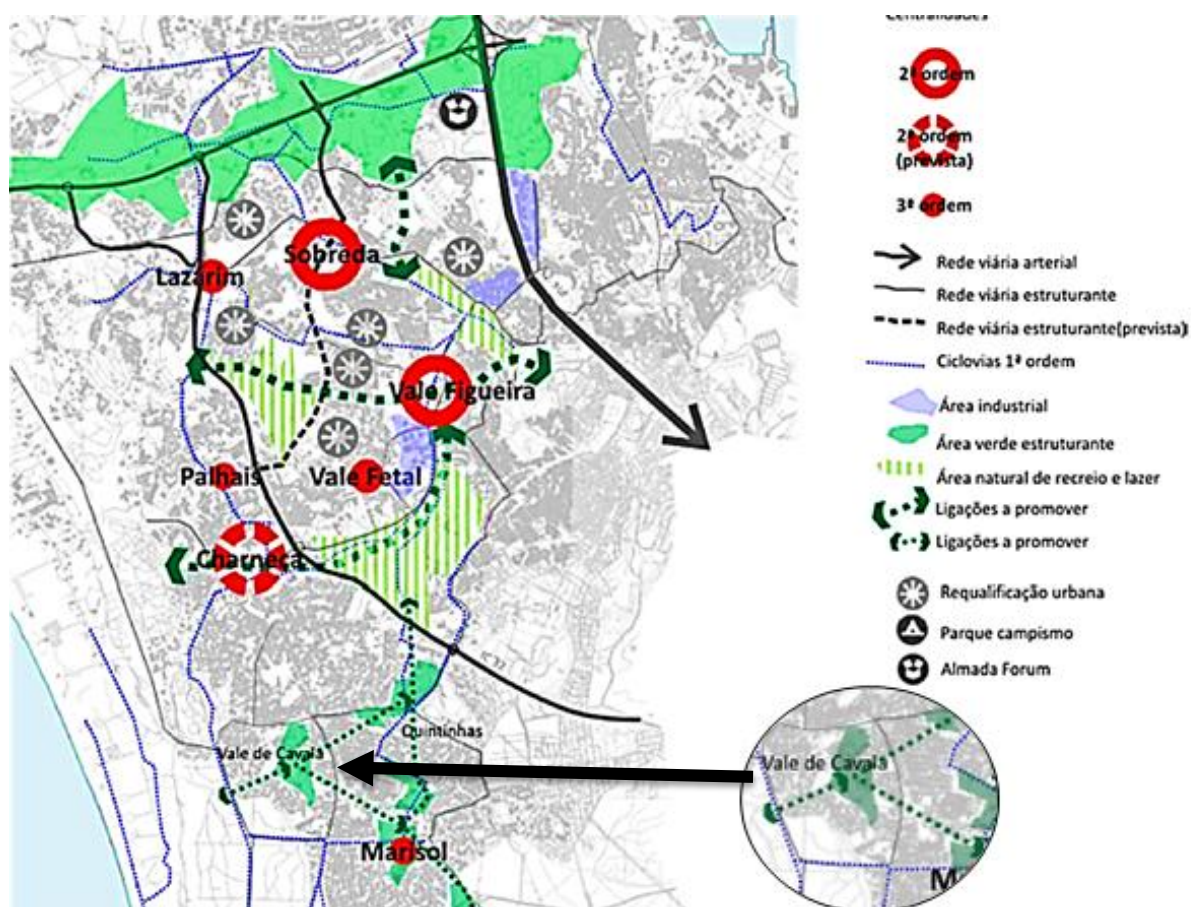 Centralidades
2ª ordem
2ª ordem
(prevista)
3ª ordem
Rede viária arterial
Rede viária estruturante
Rede viária estruturante(prevista)
Ciclovias 1ª ordem
Área industrial
Área verde estruturante
Área natural de recreio e lazer
Ligações a promover
Ligações a promover
Requalificação urbana
Parque campismo
Almada Forum
Sobreda
Lazarim
Vale Figueira
Palhais
Vale Fetal
Charneca
Quintinhas
Vale de Cavala
Marisol
Vale de Cavala
M